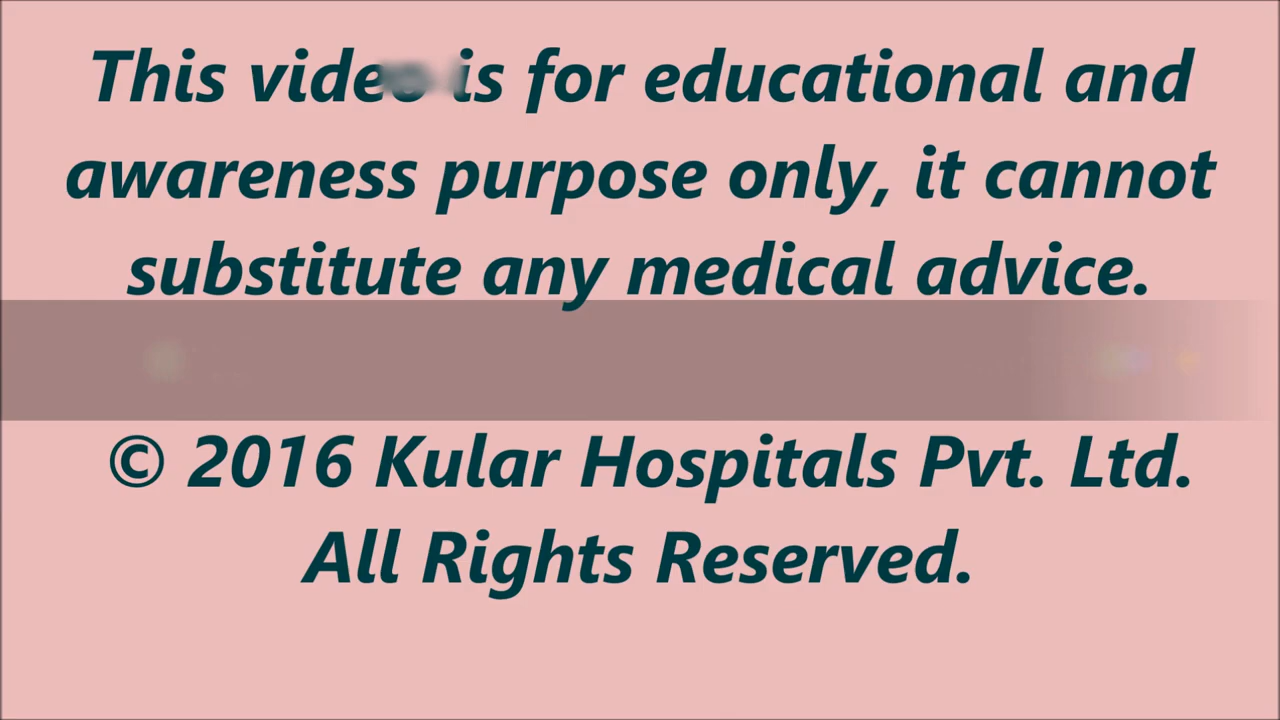 This video is for educational and
awareness purpose only, it cannot
substitute any medical advice.
© 2016 Kular Hospitals Pvt. Ltd.
All Rights Reserved.